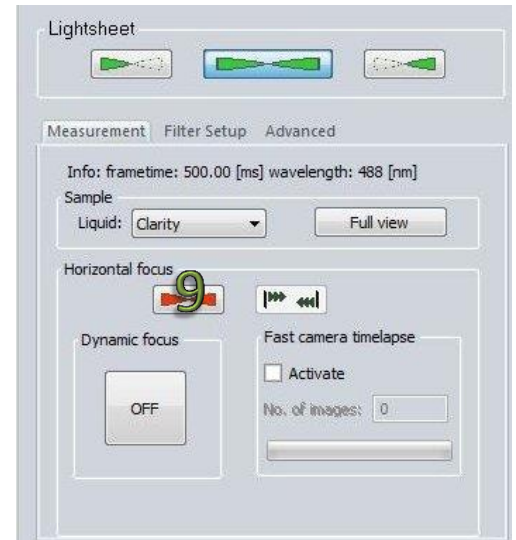 Lightsheet
Measurement Filter Setup Advanced
Info: frametime: 500.00 [ms] wavelength: 488 [nm]
Sample
Liquid: Clarity Full view
Horizontal focus
9
Dynamic focus
OFF
Fast camera timelapse
Activate
No. of images: 0